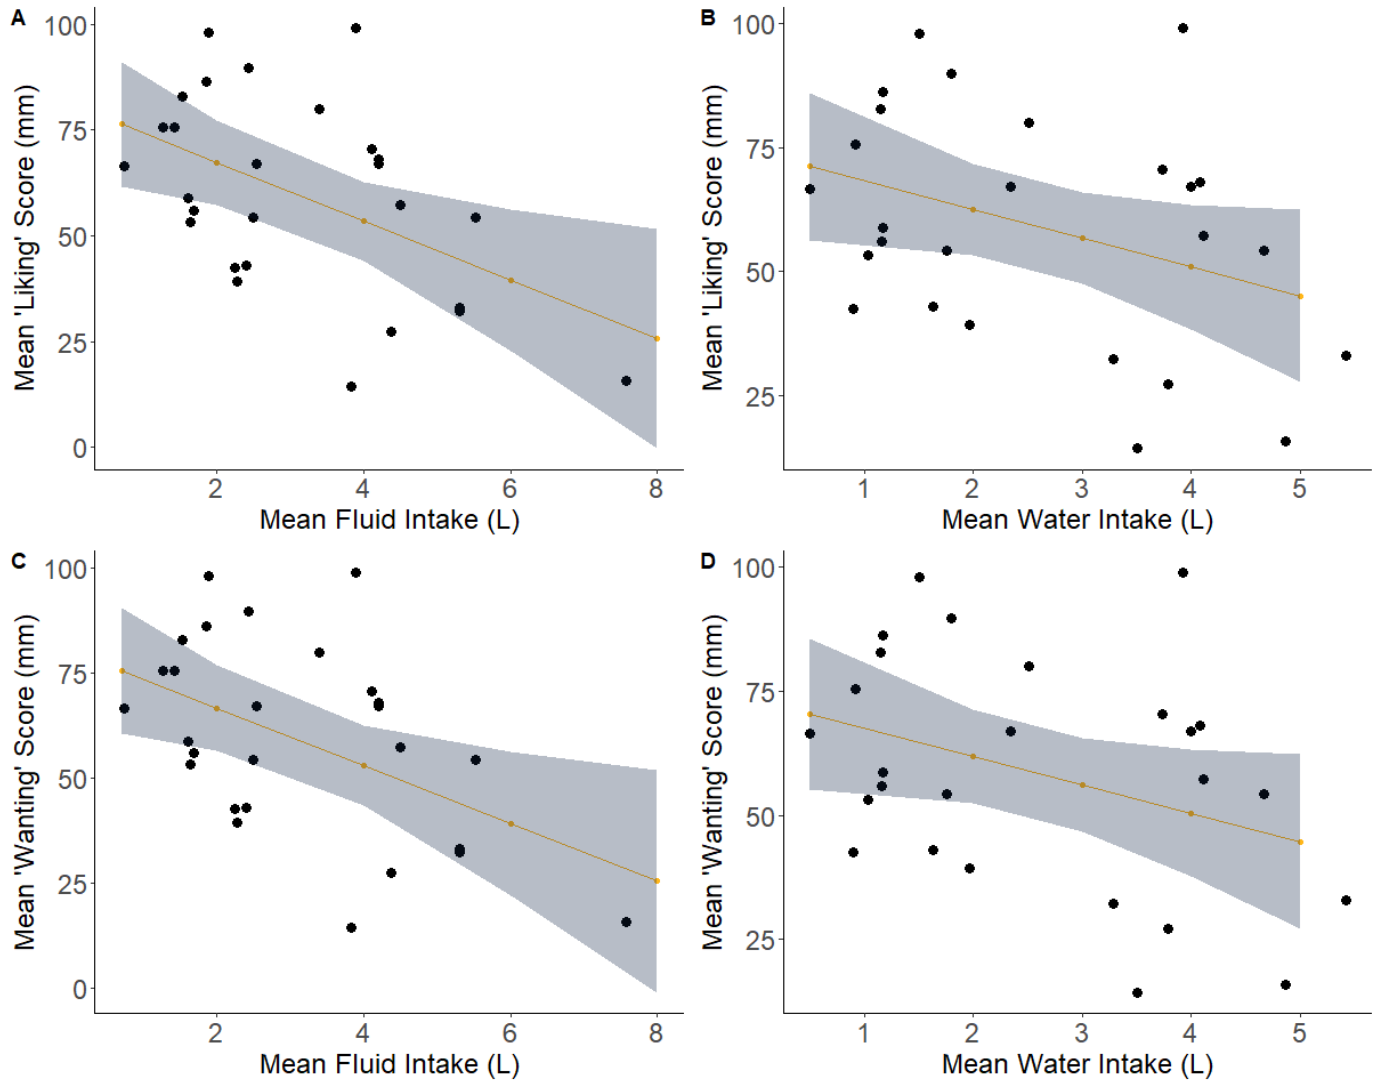 A
Mean 'Liking' Score (mm)
100
75
50
25
0
2 4 6 8
Mean Fluid Intake (L)
B
Mean 'Liking' Score (mm)
100
75
50
25
1 2 3 4 5
Mean Water Intake (L)
C
Mean 'Wanting' Score (mm)
100
75
50
25
0
2 4 6 8
Mean Fluid Intake (L)
D
Mean 'Wanting' Score (mm)
100
75
50
25
1 2 3 4 5
Mean Water Intake (L)